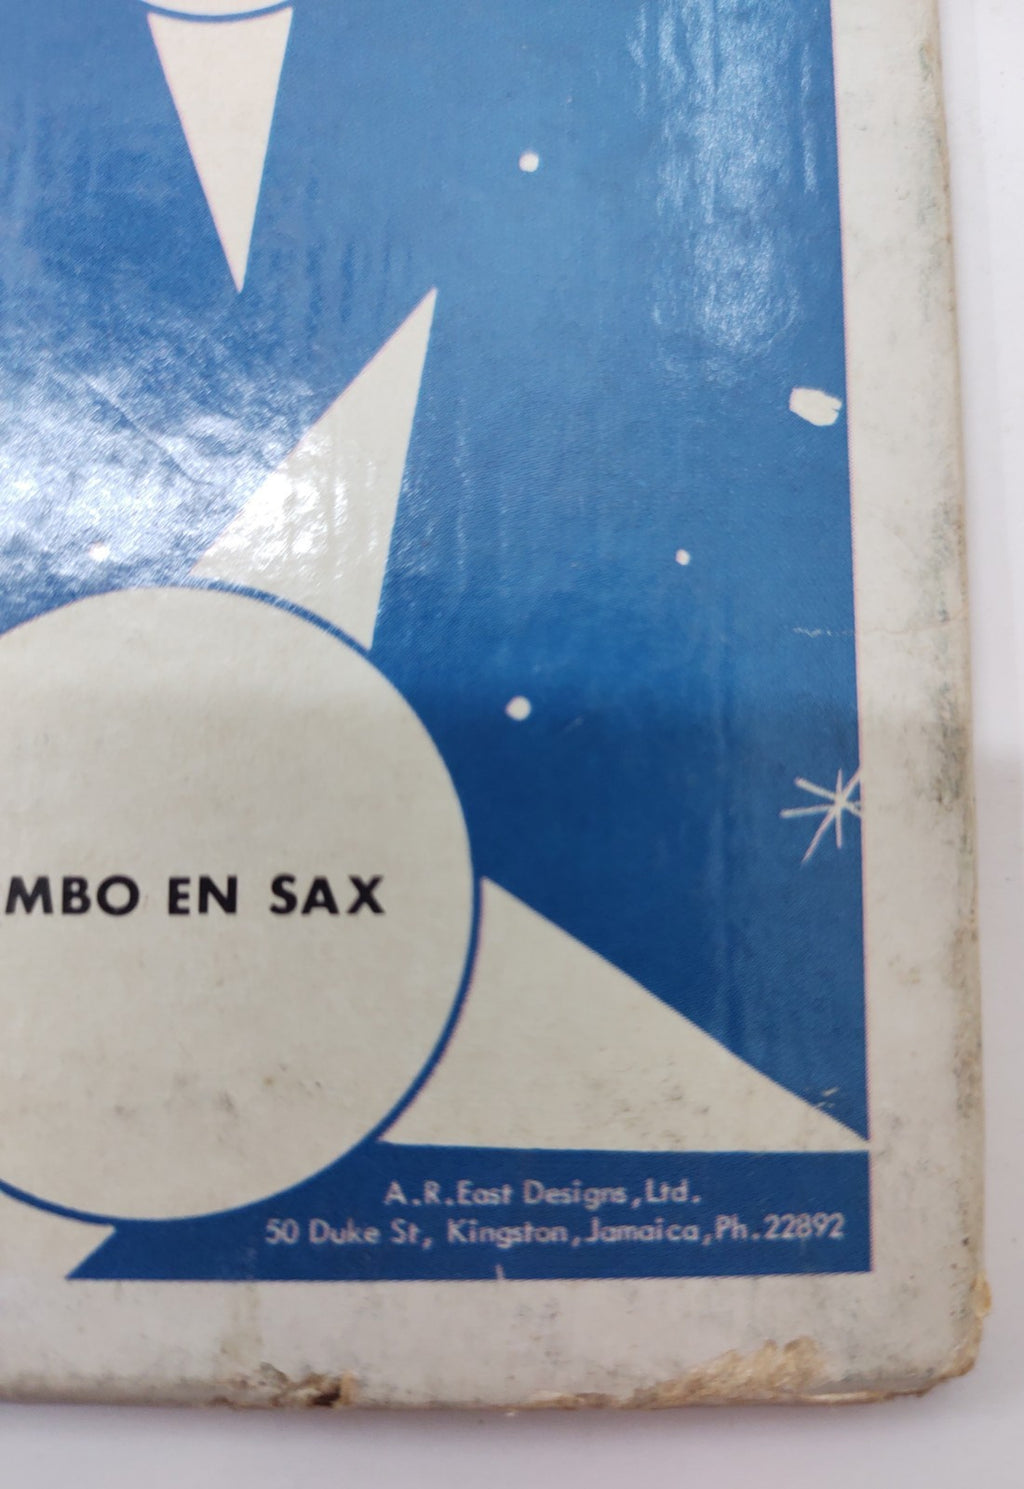 MBO EN SAX
A.R.East Designs,Ltd.
50 Duke St, Kingston,Jamaica,Ph.22892